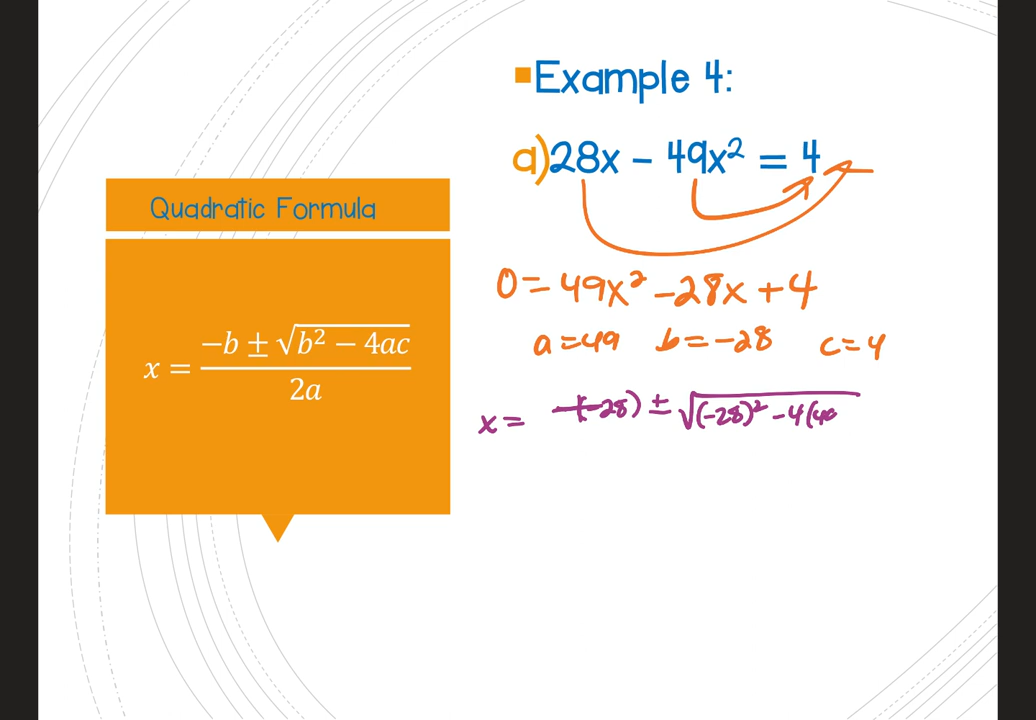 Example 4:
a) 28x − 49x² = 4
Quadratic Formula
x = (−b ± √(b² − 4ac)) / 2a
0 = 49x² − 28x + 4
a = 49 b = −28 c = 4
x = −(−28) ± √((−28)² − 4(49